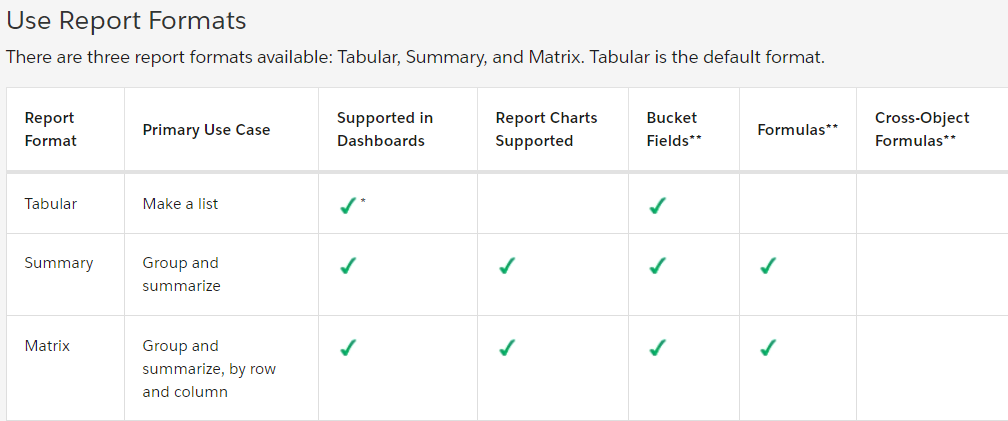 Use Report Formats
There are three report formats available: Tabular, Summary, and Matrix. Tabular is the default format.
Report Format
Primary Use Case
Supported in Dashboards
Report Charts Supported
Bucket Fields**
Formulas**
Cross-Object Formulas**
Tabular
Make a list
✓*
✓
Summary
Group and summarize
✓
✓
✓
✓
Matrix
Group and summarize, by row and column
✓
✓
✓
✓